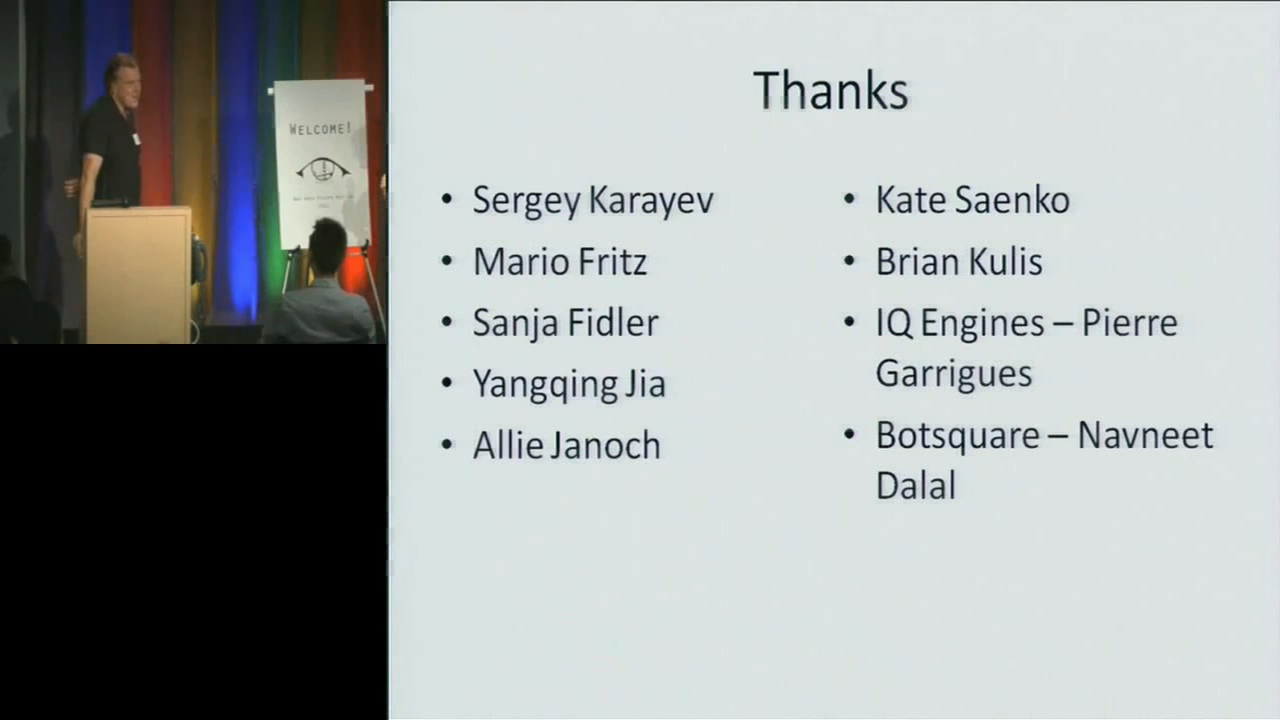 WELCOME!
Thanks
• Sergey Karayev
• Mario Fritz
• Sanja Fidler
• Yangqing Jia
• Allie Janoch
• Kate Saenko
• Brian Kulis
• IQ Engines – Pierre
Garrigues
• Botsquare – Navneet
Dalal